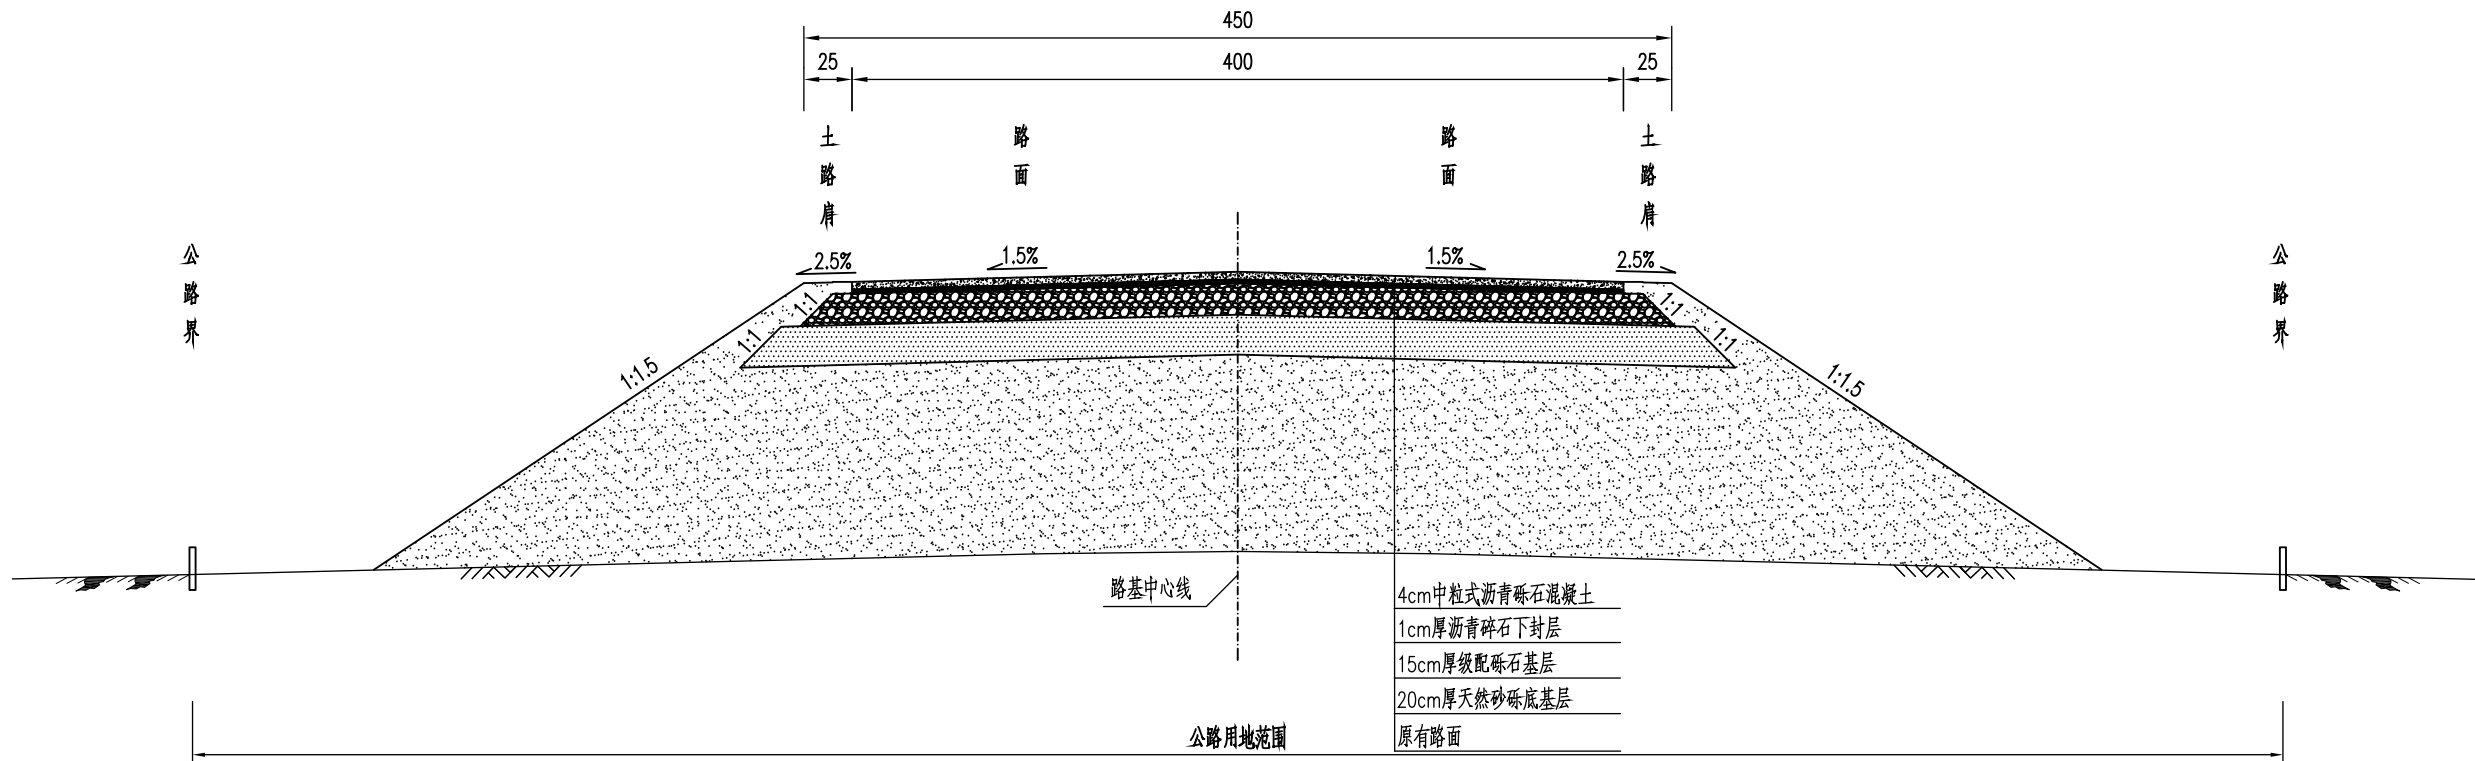 450
25
400
25
土路肩
路面
路面
土路肩
公路界
公路界
2.5%
1.5%
1.5%
2.5%
1:1
1:1
1:1
1:1
1:1.5
1:1.5
路基中心线
4cm中粒式沥青砾石混凝土
1cm厚沥青碎石下封层
15cm厚级配砾石基层
20cm厚天然砂砾底基层
原有路面
公路用地范围